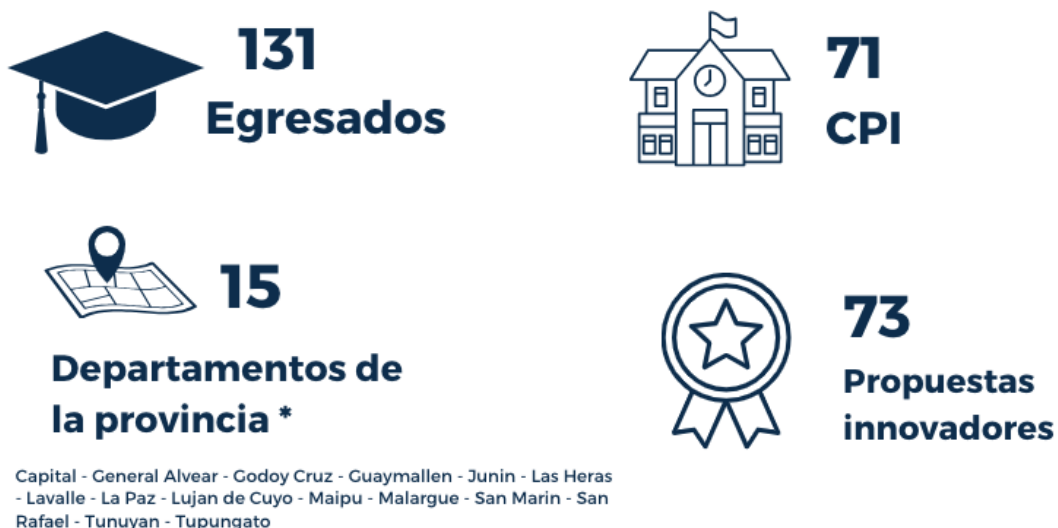 131
Egresados
71
CPI
15
Departamentos de
la provincia *
Capital - General Alvear - Godoy Cruz - Guaymallen - Junin - Las Heras
- Lavalle - La Paz - Lujan de Cuyo - Maipu - Malargue - San Marin - San
Rafael - Tunuyan - Tupungato
73
Propuestas
innovadores